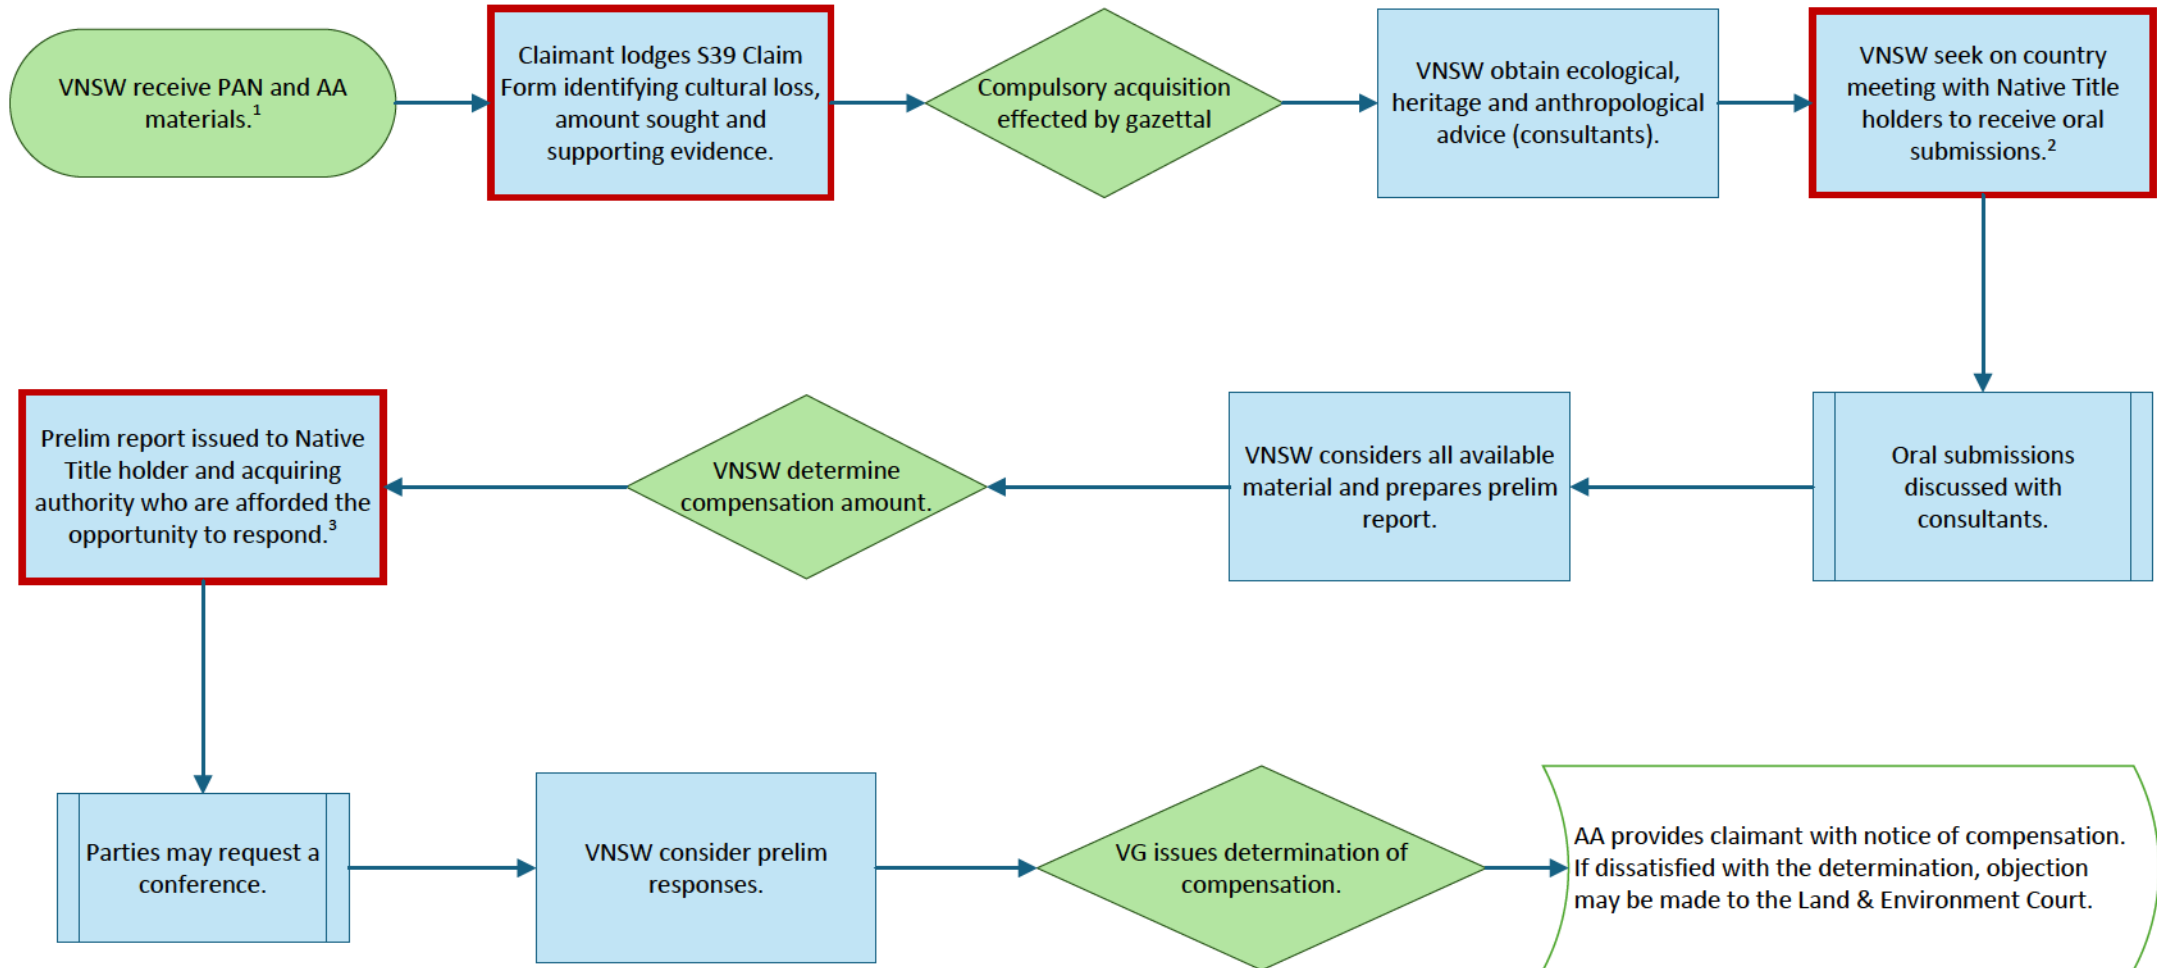 VNSW receive PAN and AA
materials.1
Claimant lodges S39 Claim
Form identifying cultural loss,
amount sought and
supporting evidence.
Compulsory acquisition
effected by gazettal
VNSW obtain ecological,
heritage and anthropological
advice (consultants).
VNSW seek on country
meeting with Native Title
holders to receive oral
submissions.2
Oral submissions
discussed with
consultants.
VNSW considers all available
material and prepares prelim
report.
VNSW determine
compensation amount.
Prelim report issued to Native
Title holder and acquiring
authority who are afforded the
opportunity to respond.3
Parties may request a
conference.
VNSW consider prelim
responses.
VG issues determination of
compensation.
AA provides claimant with notice of compensation.
If dissatisfied with the determination, objection
may be made to the Land & Environment Court.